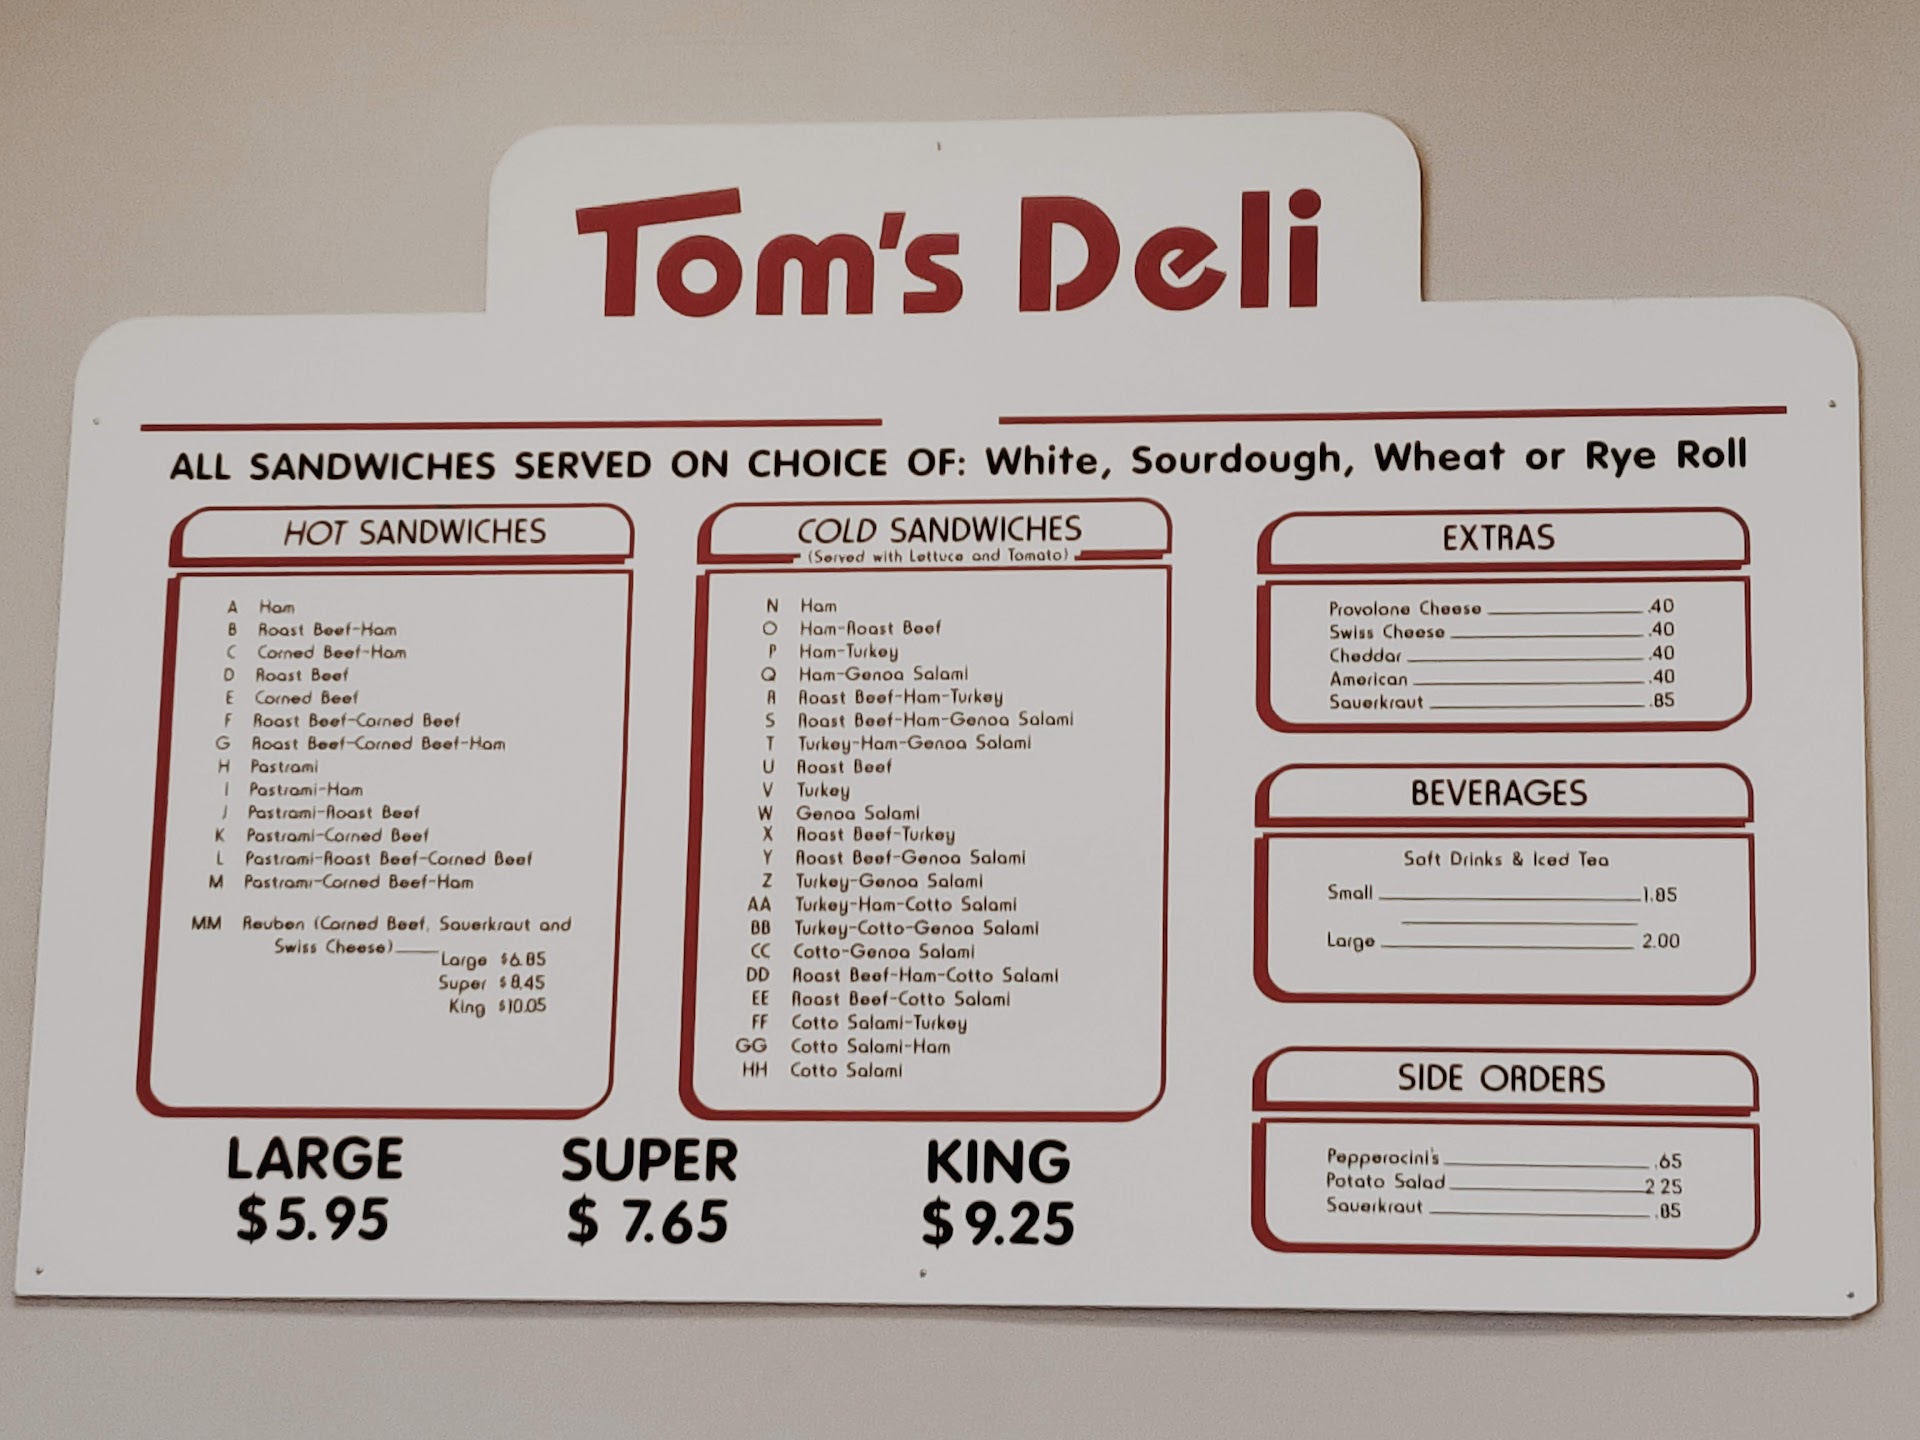 Tom's Deli
ALL SANDWICHES SERVED ON CHOICE OF: White, Sourdough, Wheat or Rye Roll
HOT SANDWICHES
A Ham
B Roast Beef-Ham
C Corned Beef-Ham
D Roast Beef
E Corned Beef
F Roast Beef-Corned Beef
G Roast Beef-Corned Beef-Ham
H Pastrami
I Pastrami-Ham
J Pastrami-Roast Beef
K Pastrami-Corned Beef
L Pastrami-Roast Beef-Corned Beef
M Pastrami-Corned Beef-Ham
MM Reuben (Corned Beef, Sauerkraut and
Swiss Cheese)
Large $6.85
Super $8.45
King $10.05
COLD SANDWICHES
(Served with Lettuce and Tomato)
N Ham
O Ham-Roast Beef
P Ham-Turkey
Q Ham-Genoa Salami
R Roast Beef-Ham-Turkey
S Roast Beef-Ham-Genoa Salami
T Turkey-Ham-Genoa Salami
U Roast Beef
V Turkey
W Genoa Salami
X Roast Beef-Turkey
Y Roast Beef-Genoa Salami
Z Turkey-Genoa Salami
AA Turkey-Ham-Cotto Salami
BB Turkey-Cotto-Genoa Salami
CC Cotto-Genoa Salami
DD Roast Beef-Ham-Cotto Salami
EE Roast Beef-Cotto Salami
FF Cotto Salami-Turkey
GG Cotto Salami-Ham
HH Cotto Salami
LARGE
$5.95
SUPER
$7.65
KING
$9.25
EXTRAS
Provolone Cheese .40
Swiss Cheese .40
Cheddar .40
American .40
Sauerkraut .85
BEVERAGES
Soft Drinks & Iced Tea
Small 1.85
Large 2.00
SIDE ORDERS
Pepperocini's .65
Potato Salad 2 25
Sauerkraut .85